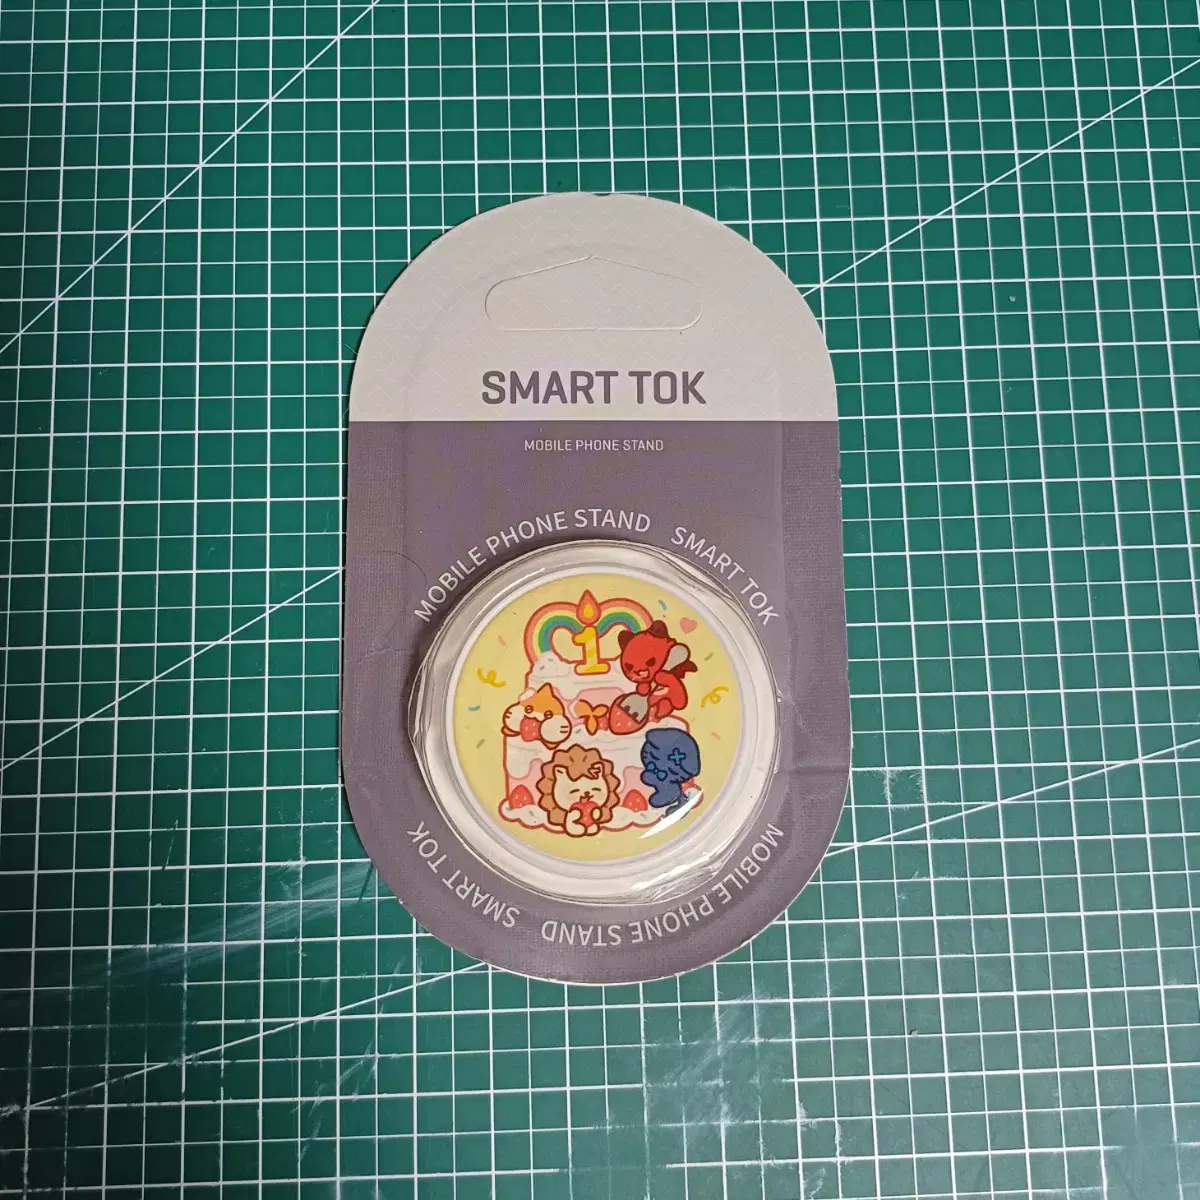 SMART TOK
MOBILE PHONE STAND
MOBILE PHONE STAND SMART TOK
1
MOBILE PHONE STAND SMART TOK